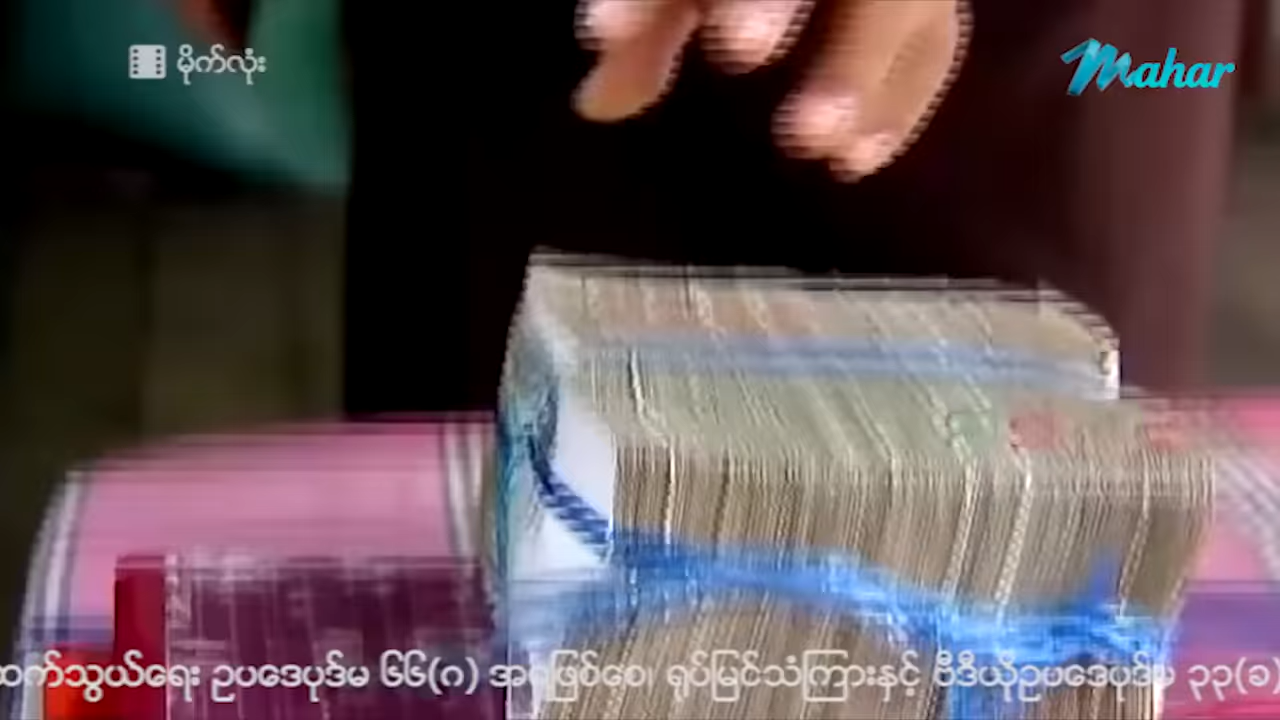 မိုက်လုံး
Mahar
ဆက်သွယ်ရေး ဥပဒေပုဒ်မ ၆၆(ဂ) အရဖြစ်စေ၊ ရုပ်မြင်သံကြားနှင့် ဗီဒီယိုဥပဒေပုဒ်မ ၃၃(ခ)